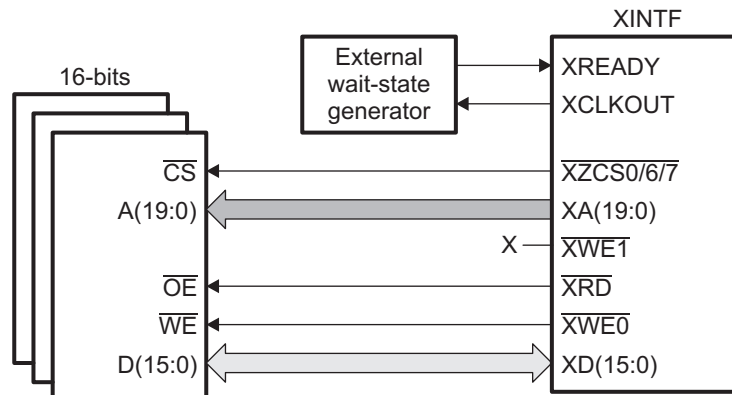 XINTF
External
wait-state
generator
XREADY
XCLKOUT
16-bits
CS
XZCS0/6/7
A(19:0)
XA(19:0)
X
XWE1
OE
XRD
WE
XWE0
D(15:0)
XD(15:0)